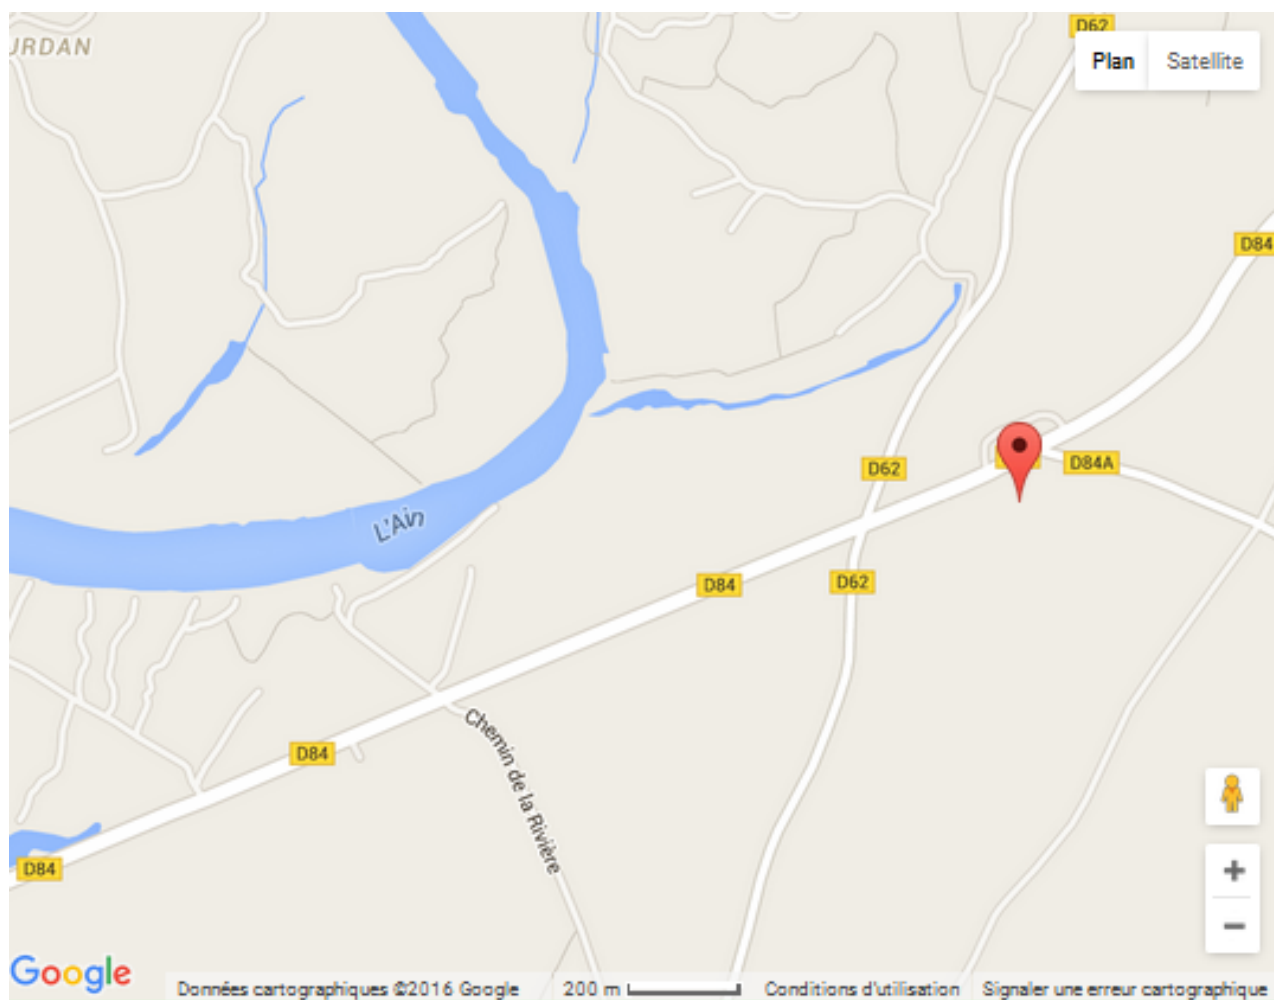 URDAN
D62
Plan Satellite
D84
D62
D84A
L'Ain
D84
D62
Chemin de la Rivière
D84
D84
Google
Données cartographiques ©2016 Google 200 m Conditions d'utilisation Signaler une erreur cartographique